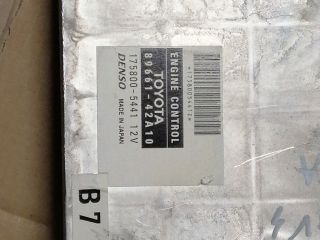 ENGINE CONTROL
TOYOTA
89661-42A10
175800-5441 12V
DENSO MADE IN JAPAN
B7